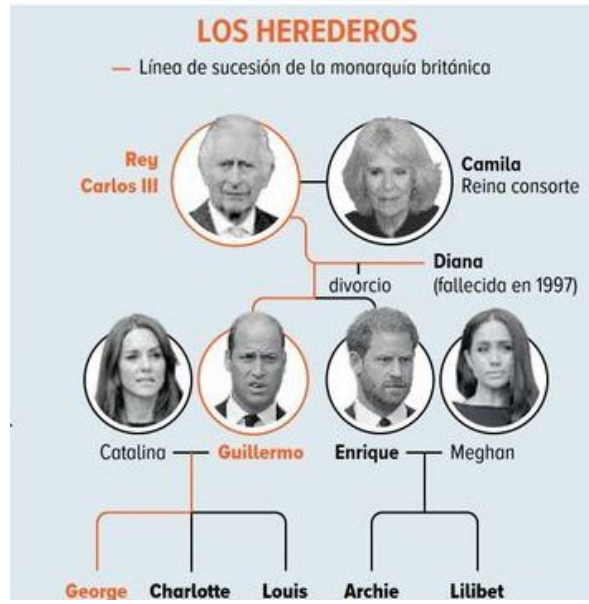 LOS HEREDEROS
Línea de sucesión de la monarquía británica
Rey
Carlos III
Camila
Reina consorte
Diana
(fallecida en 1997)
divorcio
Catalina
Guillermo
Enrique
Meghan
George
Charlotte
Louis
Archie
Lilibet